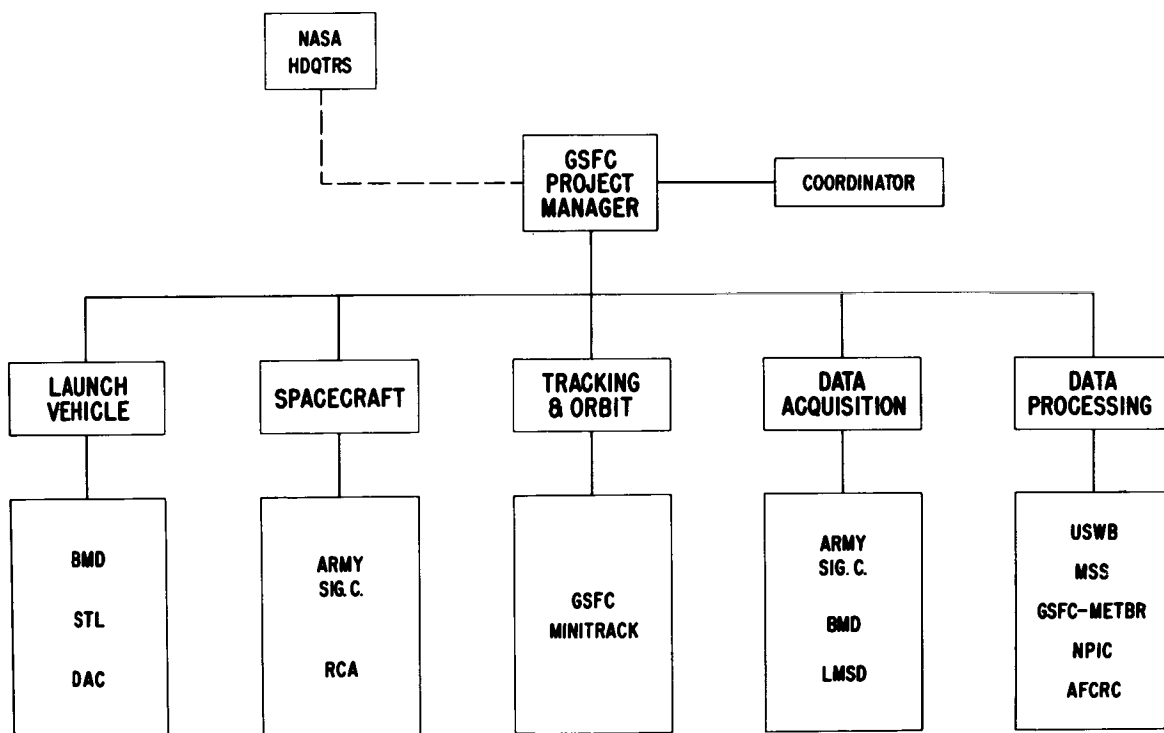 NASA
HDQTRS
GSFC
PROJECT
MANAGER
COORDINATOR
LAUNCH
VEHICLE
SPACECRAFT
TRACKING
& ORBIT
DATA
ACQUISITION
DATA
PROCESSING
BMD
STL
DAC
ARMY
SIG. C.
RCA
GSFC
MINITRACK
ARMY
SIG. C.
BMD
LMSD
USWB
MSS
GSFC-METBR
NPIC
AFCRC